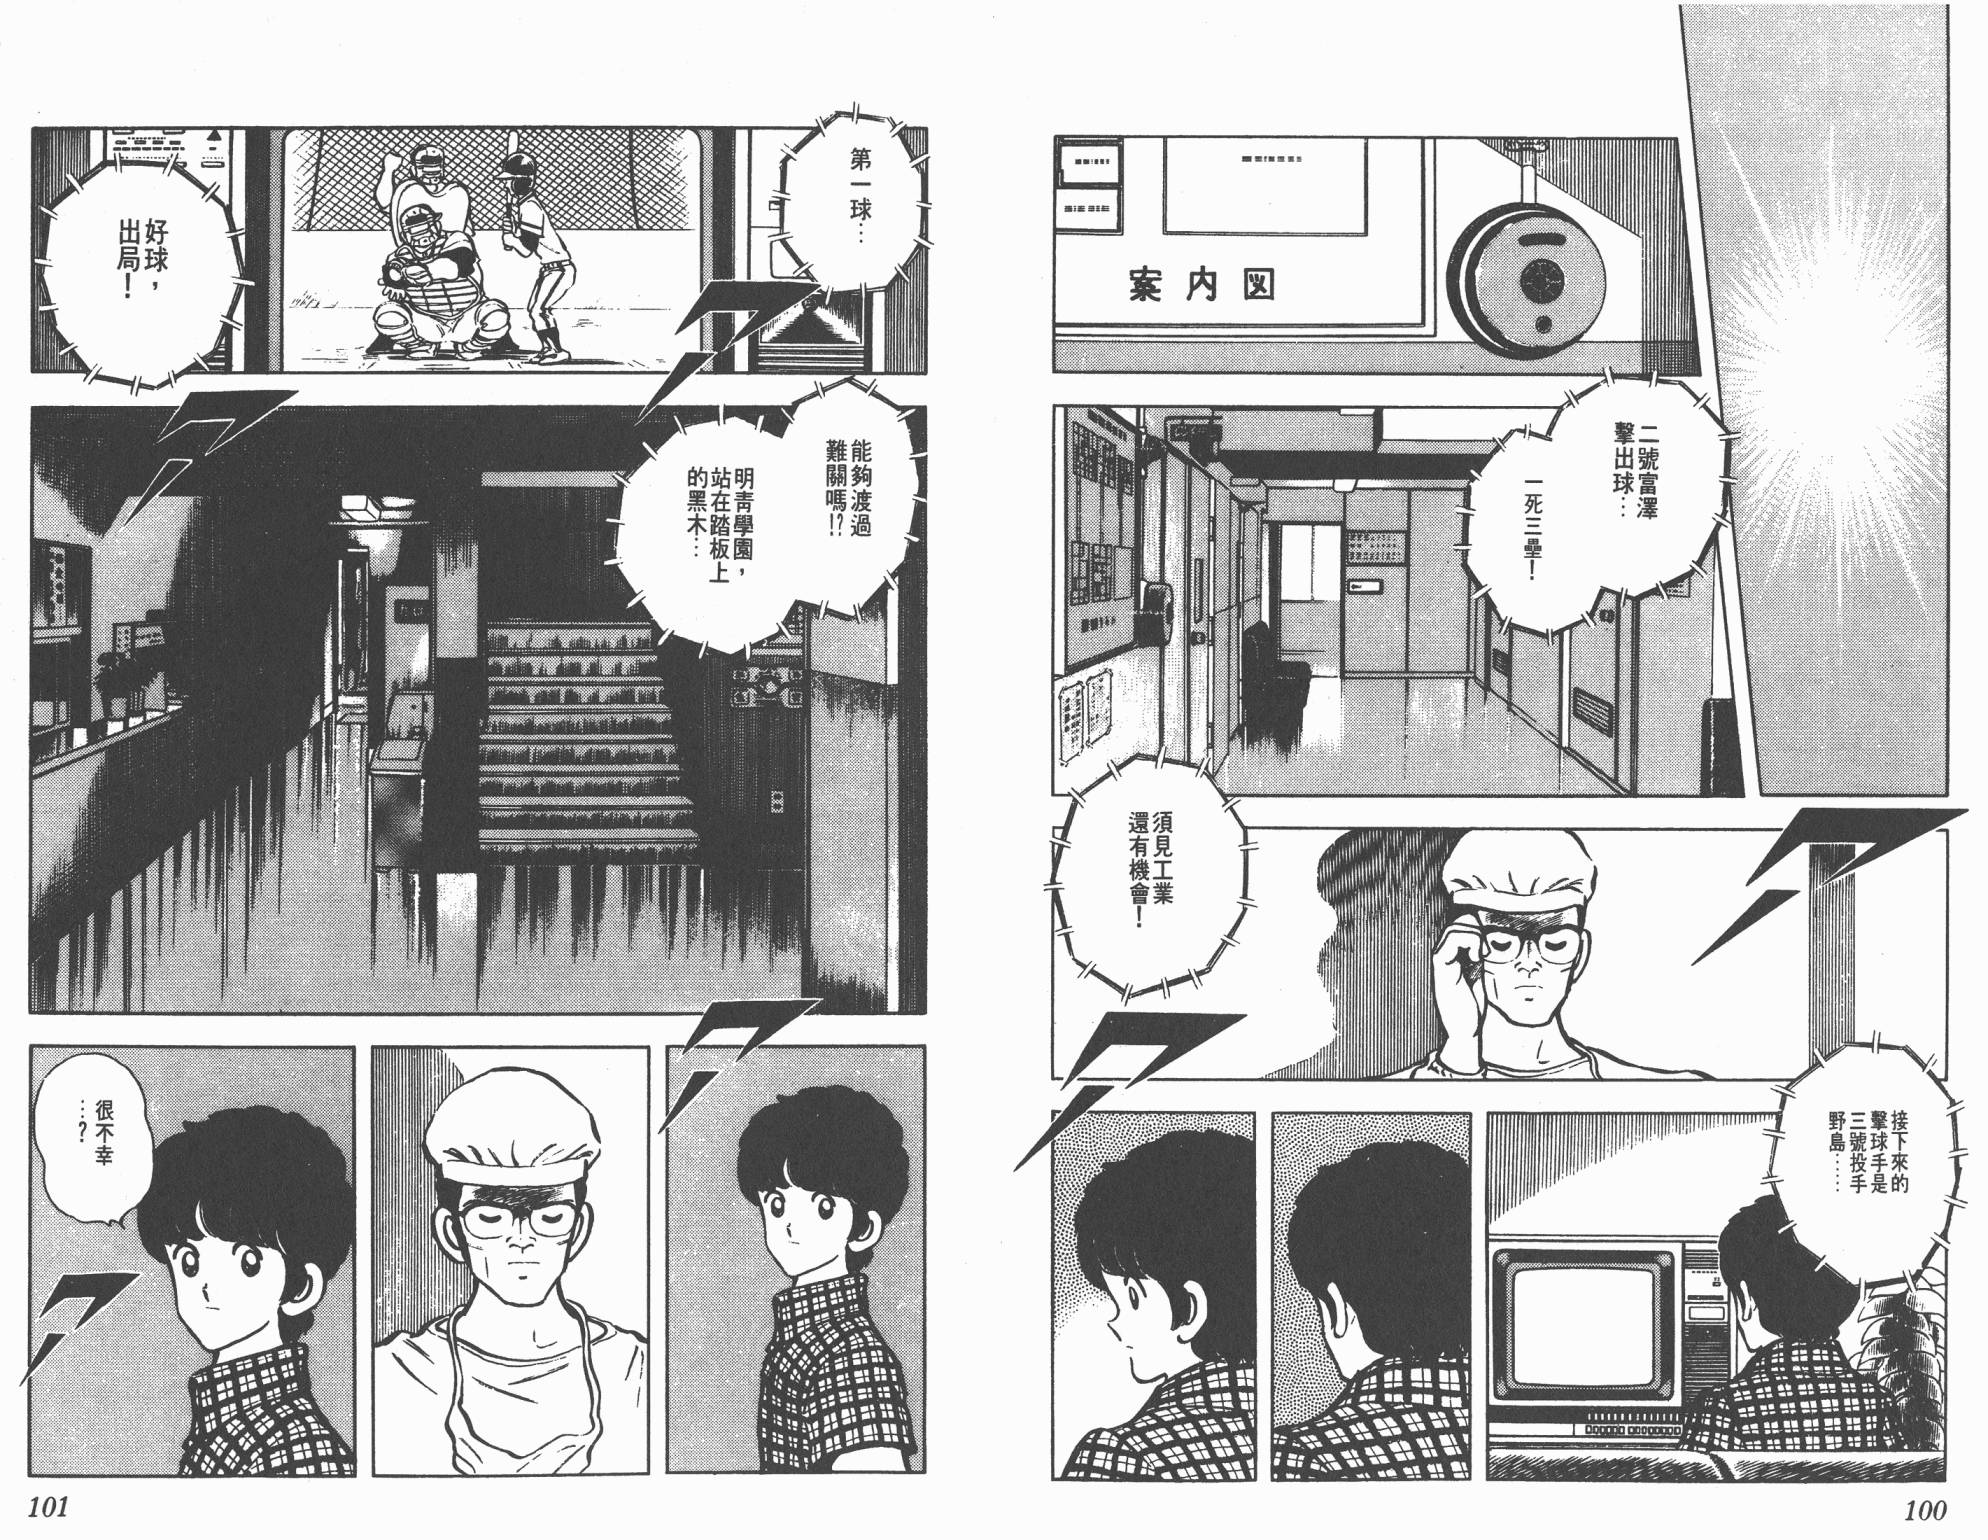 案内図
二號富澤
擊出球…
一死三壘！
須見工業
還有機會！
接下來的
擊球手是
三號投手
野島……
100
第一球…
好球，
出局！
能夠渡過
難關嗎!?
明青學園，
站在踏板上
的黑木…
很不幸
…?
101